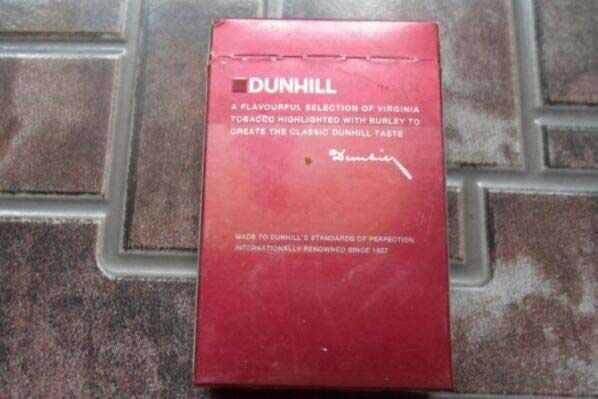 DUNHILL
A FLAVOURFUL SELECTION OF VIRGINIA
TOBACCO HIGHLIGHTED WITH BURLEY TO
CREATE THE CLASSIC DUNHILL TASTE
Dunhill
MADE TO DUNHILL'S STANDARDS OF PERFECTION
INTERNATIONALLY RENOWNED SINCE 1907